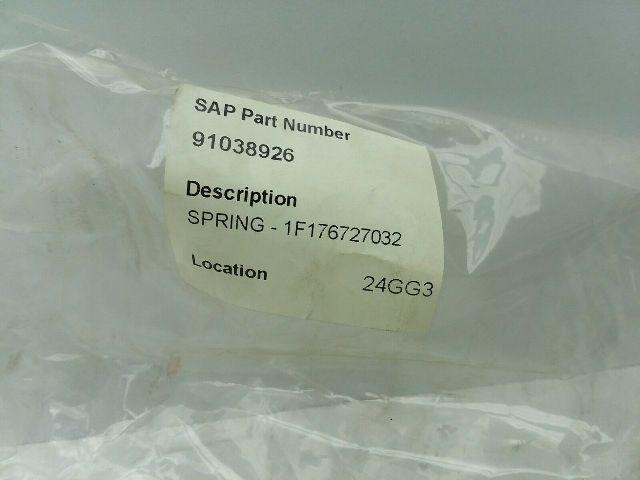 SAP Part Number
91038926
Description
SPRING - 1F176727032
Location 24GG3